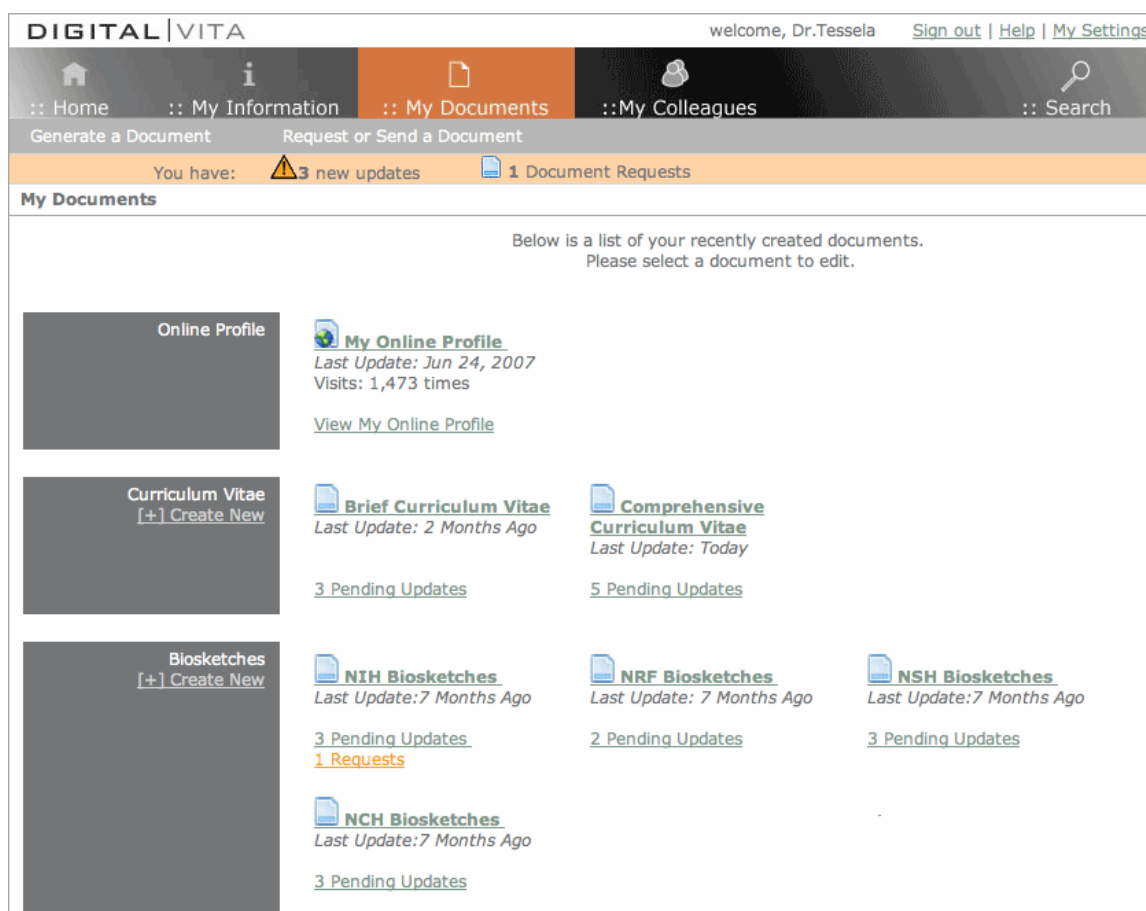 DIGITAL|VITA welcome, Dr.Tessela Sign out | Help | My Settings
:: Home :: My Information :: My Documents ::My Colleagues :: Search
Generate a Document Request or Send a Document
You have: 3 new updates 1 Document Requests
My Documents
Below is a list of your recently created documents.
Please select a document to edit.
Online Profile
My Online Profile
Last Update: Jun 24, 2007
Visits: 1,473 times
View My Online Profile
Curriculum Vitae
[+] Create New
Brief Curriculum Vitae
Last Update: 2 Months Ago
3 Pending Updates
Comprehensive
Curriculum Vitae
Last Update: Today
5 Pending Updates
Biosketches
[+] Create New
NIH Biosketches
Last Update:7 Months Ago
3 Pending Updates
1 Requests
NRF Biosketches
Last Update: 7 Months Ago
2 Pending Updates
NSH Biosketches
Last Update:7 Months Ago
3 Pending Updates
NCH Biosketches
Last Update:7 Months Ago
3 Pending Updates